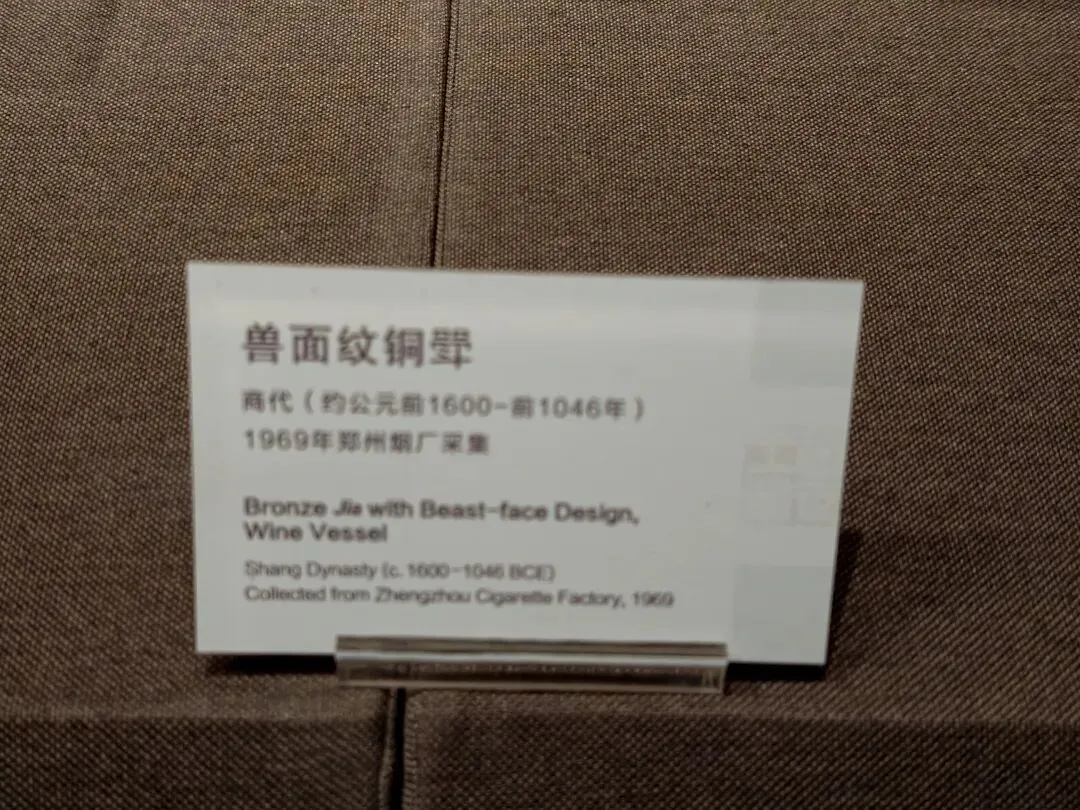 兽面纹铜斝
商代（约公元前1600-前1046年）
1969年郑州烟厂采集
Bronze Jia with Beast-face Design,
Wine Vessel
Shang Dynasty (c. 1600-1046 BCE)
Collected from Zhengzhou Cigarette Factory, 1969